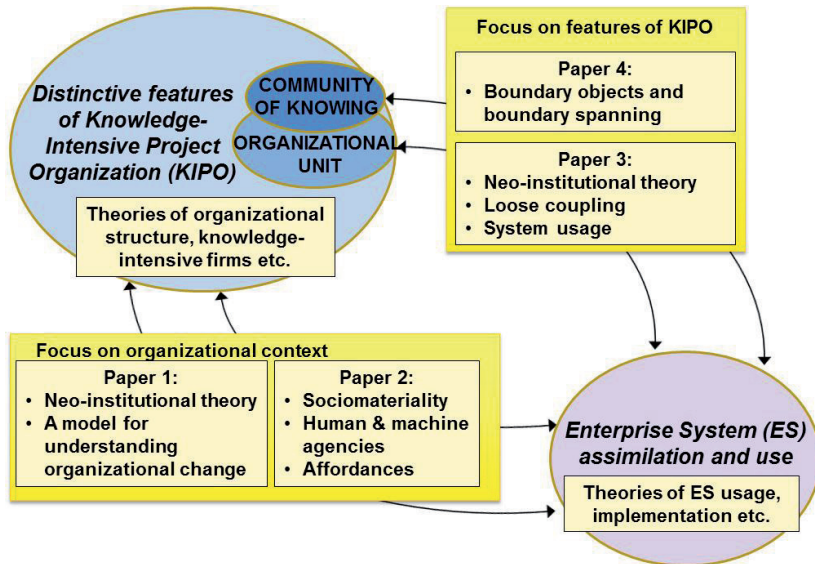 Distinctive features
of Knowledge-
Intensive Project
Organization (KIPO)
COMMUNITY
OF KNOWING
ORGANIZATIONAL
UNIT
Theories of organizational
structure, knowledge-
intensive firms etc.
Focus on features of KIPO
Paper 4:
• Boundary objects and
boundary spanning
Paper 3:
• Neo-institutional theory
• Loose coupling
• System usage
Focus on organizational context
Paper 1:
• Neo-institutional theory
• A model for
understanding
organizational change
Paper 2:
• Sociomateriality
• Human & machine
agencies
• Affordances
Enterprise System (ES)
assimilation and use
Theories of ES usage,
implementation etc.